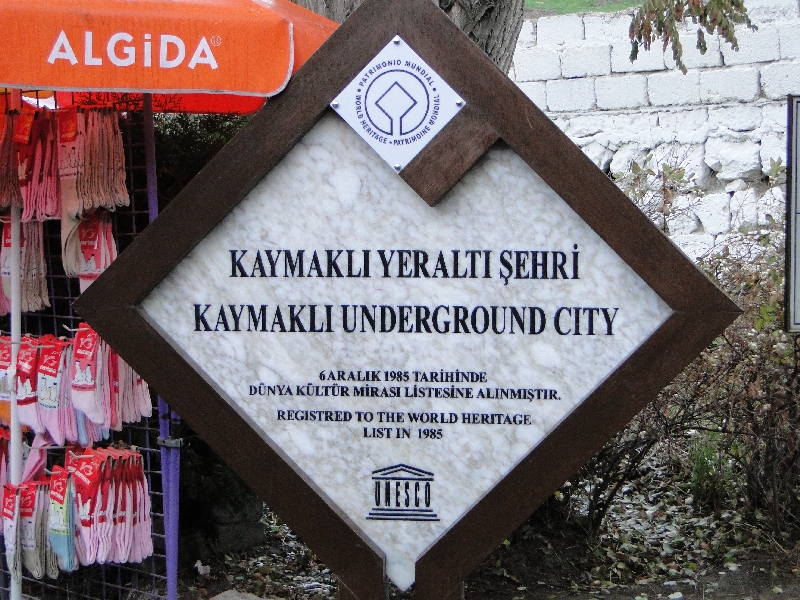 ALGiDA®
PATRIMONIO MUNDIAL • WORLD HERITAGE • PATRIMOINE MONDIAL •
KAYMAKLI YERALTI ŞEHRİ
KAYMAKLI UNDERGROUND CITY
6 ARALIK 1985 TARİHİNDE
DÜNYA KÜLTÜR MİRASI LİSTESİNE ALINMIŞTIR.
REGISTRED TO THE WORLD HERITAGE
LIST IN 1985
UNESCO